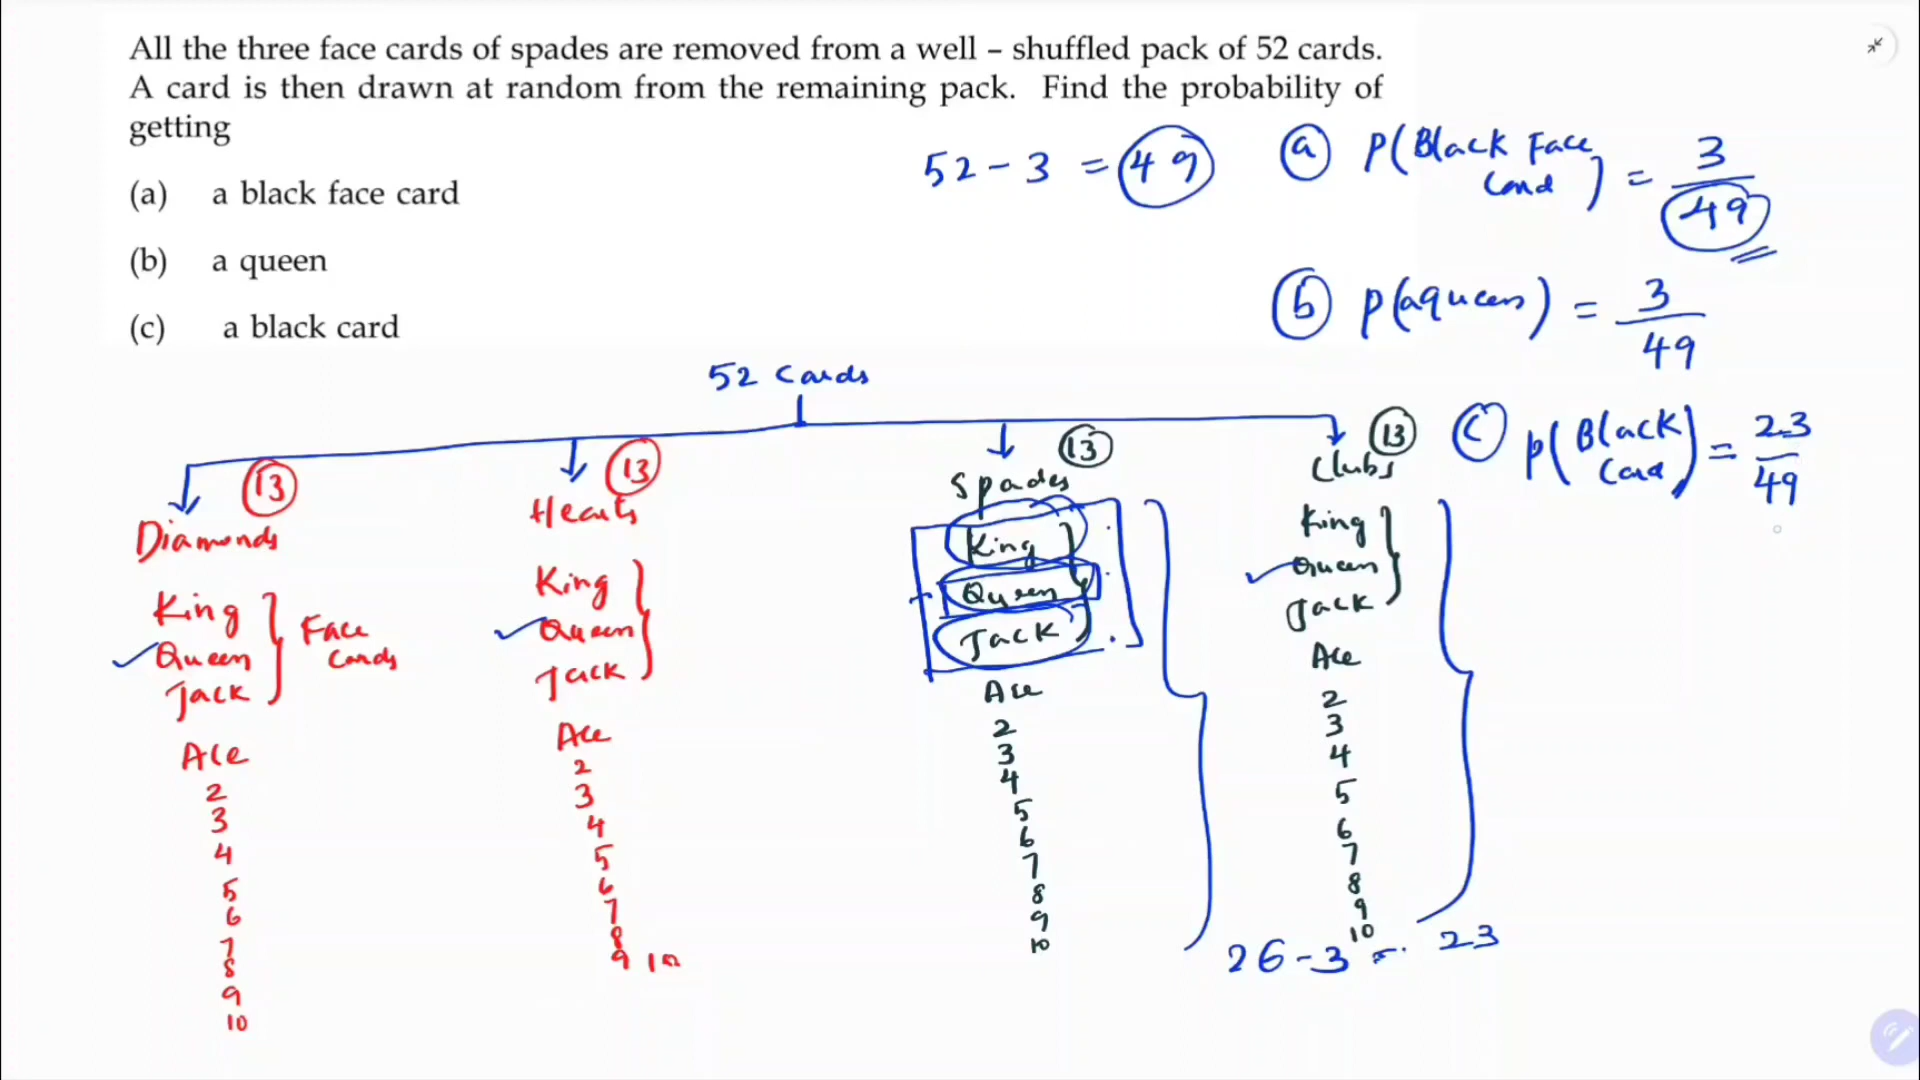 All the three face cards of spades are removed from a well – shuffled pack of 52 cards.
A card is then drawn at random from the remaining pack. Find the probability of
getting
(a) a black face card
(b) a queen
(c) a black card
52 - 3 = 49
(a) P(Black Face Card) = 3/49
(b) P(a queen) = 3/49
(c) P(Black Card) = 23/49
52 Cards
13
Diamonds
King
Queen
Jack
Face
Cards
Ace
2
3
4
5
6
7
8
9
10
13
Hearts
King
Queen
Jack
Ace
2
3
4
5
6
7
8
9 10
13
Spades
King
Queen
Jack
Ace
2
3
4
5
6
7
8
9
10
13
Clubs
King
Queen
Jack
Ace
2
3
4
5
6
7
8
9
10
26 - 3 = 23